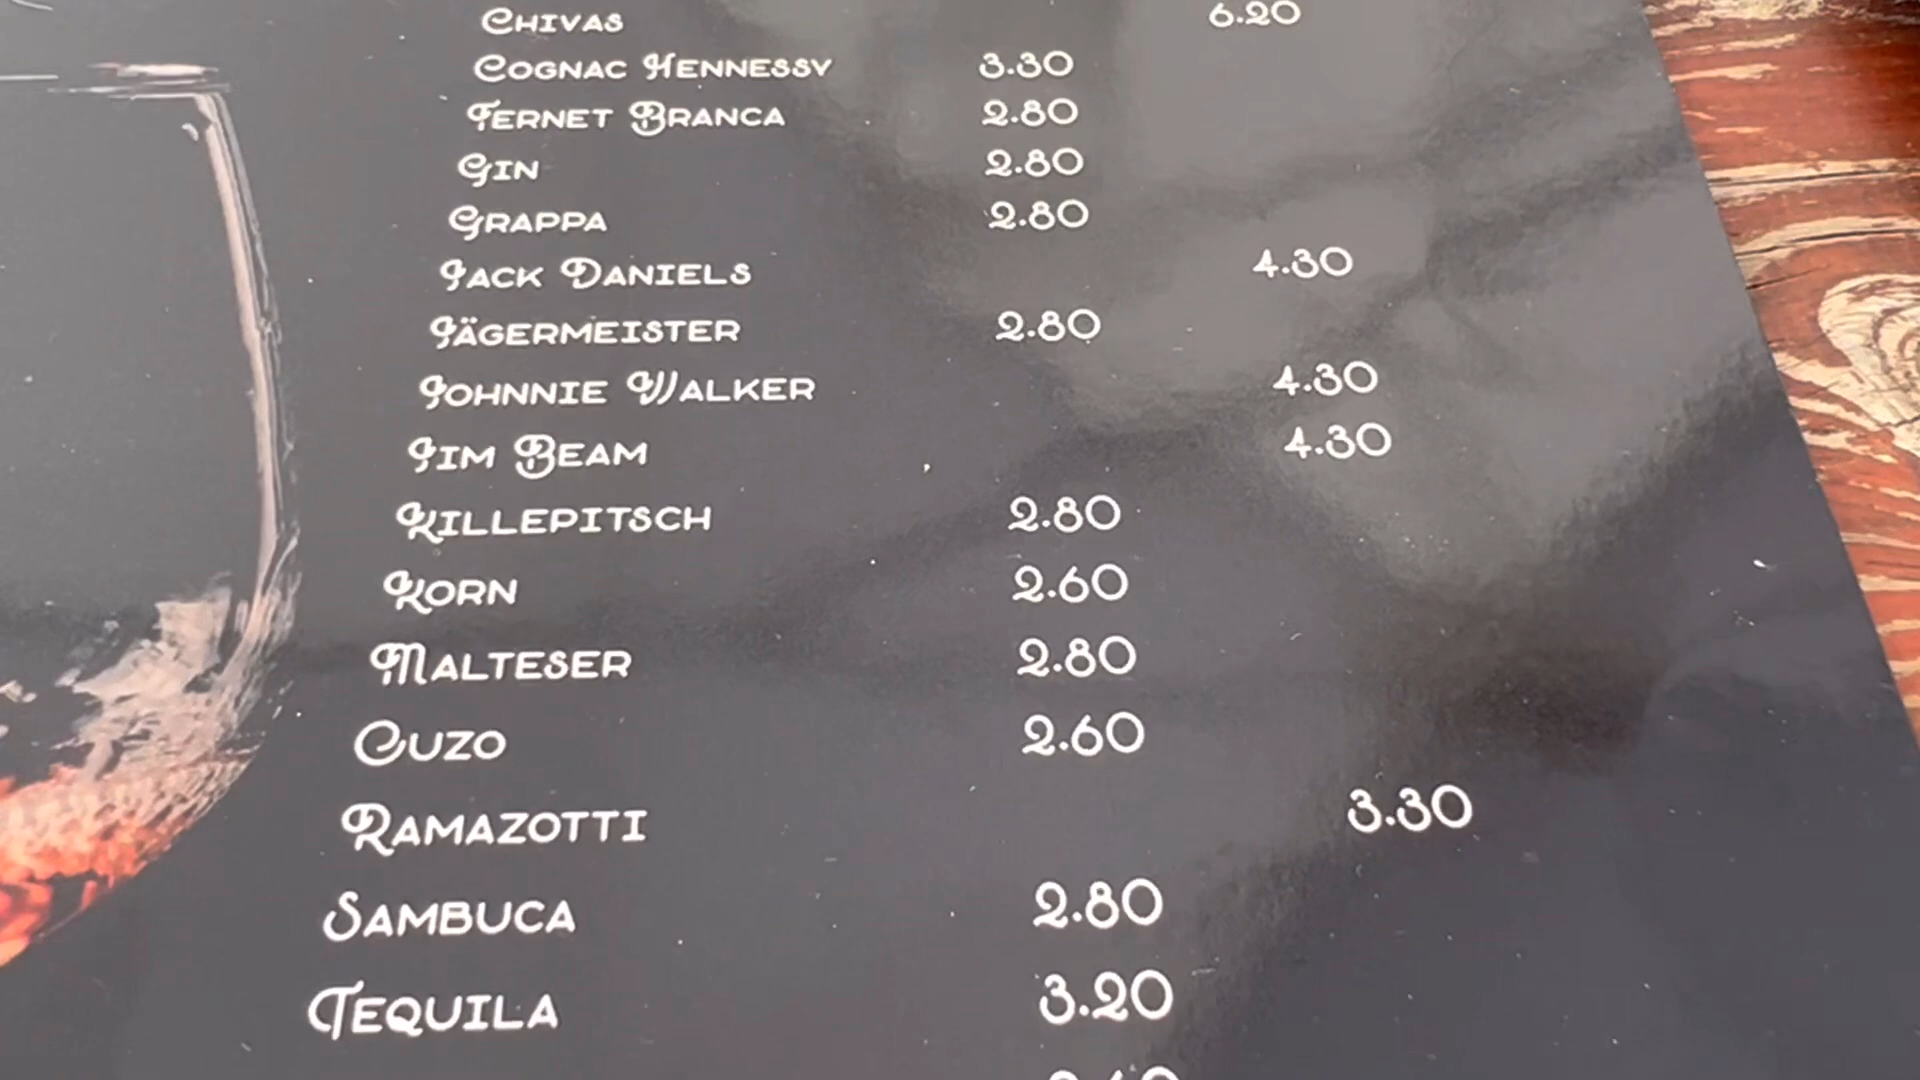 Chivas 6.20
Cognac Hennessy 3.30
Fernet Branca 2.80
Gin 2.80
Grappa 2.80
Jack Daniels 4.30
Jägermeister 2.80
Johnnie Walker 4.30
Jim Beam 4.30
Killepitsch 2.80
Korn 2.60
Malteser 2.80
Ouzo 2.60
Ramazotti 3.30
Sambuca 2.80
Tequila 3.20